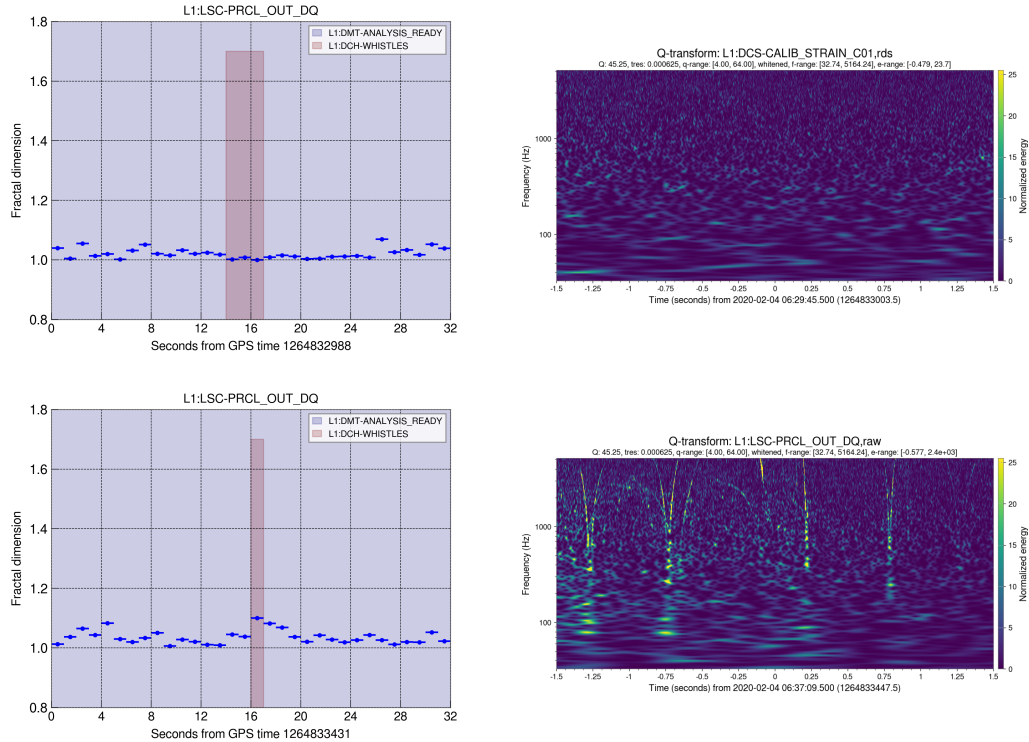 L1:LSC-PRCL_OUT_DQ
1.8
1.6
1.4
1.2
1.0
0.8
Fractal dimension
L1:DMT-ANALYSIS_READY
L1:DCH-WHISTLES
0 4 8 12 16 20 24 28 32
Seconds from GPS time 1264832988
Q-transform: L1:DCS-CALIB_STRAIN_C01,rds
Q: 45.25, tres: 0.000625, q-range: [4.00, 64.00], whitened, f-range: [32.74, 5164.24], e-range: [-0.479, 23.7]
1000
100
Frequency (Hz)
-1.5 -1.25 -1 -0.75 -0.5 -0.25 0 0.25 0.5 0.75 1 1.25 1.5
Time (seconds) from 2020-02-04 06:29:45.500 (1264833003.5)
25
20
15
10
5
0
Normalized energy
L1:LSC-PRCL_OUT_DQ
1.8
1.6
1.4
1.2
1.0
0.8
Fractal dimension
L1:DMT-ANALYSIS_READY
L1:DCH-WHISTLES
0 4 8 12 16 20 24 28 32
Seconds from GPS time 1264833431
Q-transform: L1:LSC-PRCL_OUT_DQ,raw
Q: 45.25, tres: 0.000625, q-range: [4.00, 64.00], whitened, f-range: [32.74, 5164.24], e-range: [-0.577, 2.4e+03]
1000
100
Frequency (Hz)
-1.5 -1.25 -1 -0.75 -0.5 -0.25 0 0.25 0.5 0.75 1 1.25 1.5
Time (seconds) from 2020-02-04 06:37:09.500 (1264833447.5)
25
20
15
10
5
0
Normalized energy